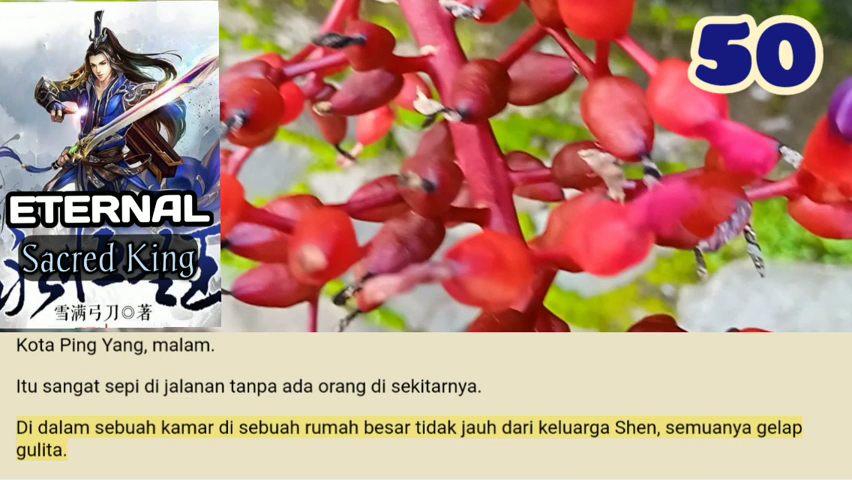 50
ETERNAL
Sacred King
雪满弓刀◎著
Kota Ping Yang, malam.
Itu sangat sepi di jalanan tanpa ada orang di sekitarnya.
Di dalam sebuah kamar di sebuah rumah besar tidak jauh dari keluarga Shen, semuanya gelap
gulita.